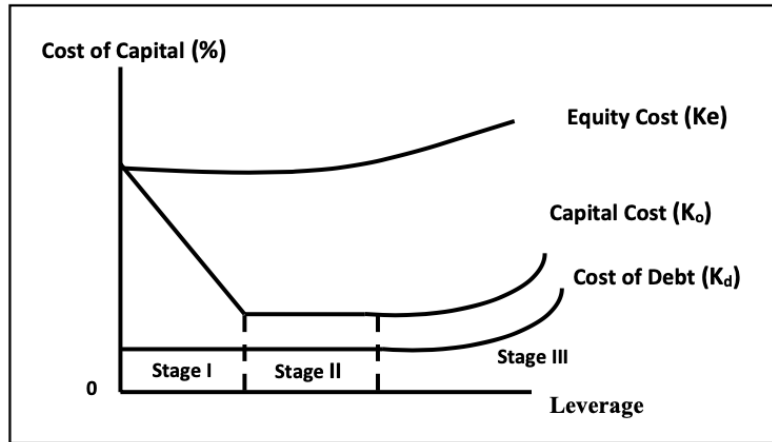 Cost of Capital (%)
Equity Cost (Ke)
Capital Cost (Kₒ)
Cost of Debt (K_d)
Stage I
Stage II
Stage III
0
Leverage